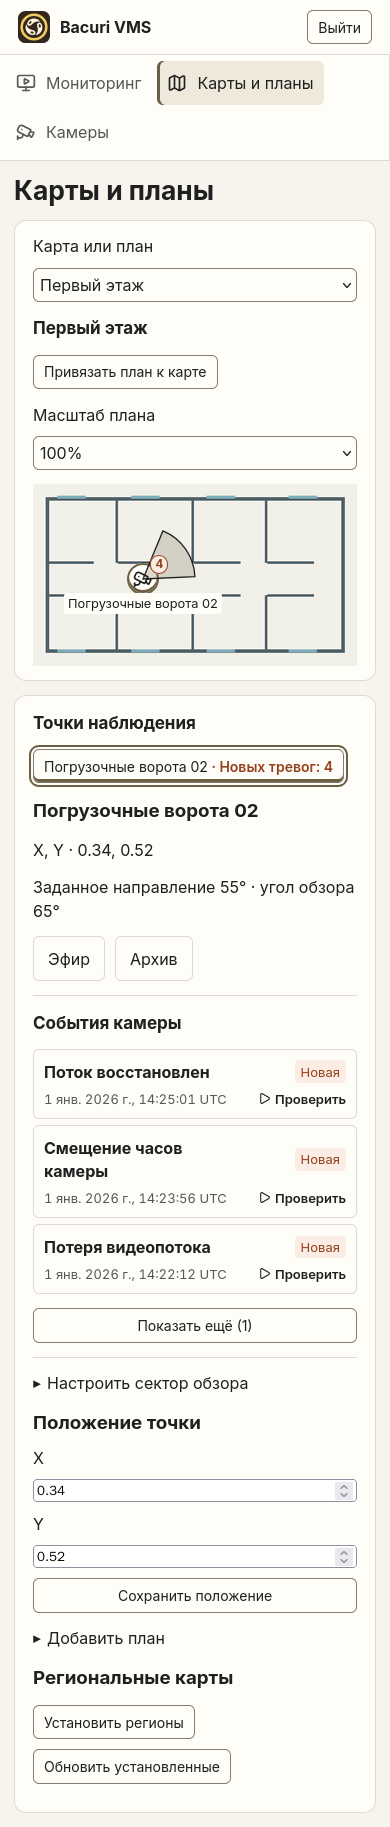 Bacuri VMS
Выйти
Мониторинг
Карты и планы
Камеры
Карты и планы
Карта или план
Первый этаж
Первый этаж
Привязать план к карте
Масштаб плана
100%
4
Погрузочные ворота 02
Точки наблюдения
Погрузочные ворота 02 · Новых тревог: 4
Погрузочные ворота 02
X, Y · 0.34, 0.52
Заданное направление 55° · угол обзора
65°
Эфир
Архив
События камеры
Поток восстановлен
Новая
1 янв. 2026 г., 14:25:01 UTC
Проверить
Смещение часов
камеры
Новая
1 янв. 2026 г., 14:23:56 UTC
Проверить
Потеря видеопотока
Новая
1 янв. 2026 г., 14:22:12 UTC
Проверить
Показать ещё (1)
Настроить сектор обзора
Положение точки
X
0.34
Y
0.52
Сохранить положение
Добавить план
Региональные карты
Установить регионы
Обновить установленные